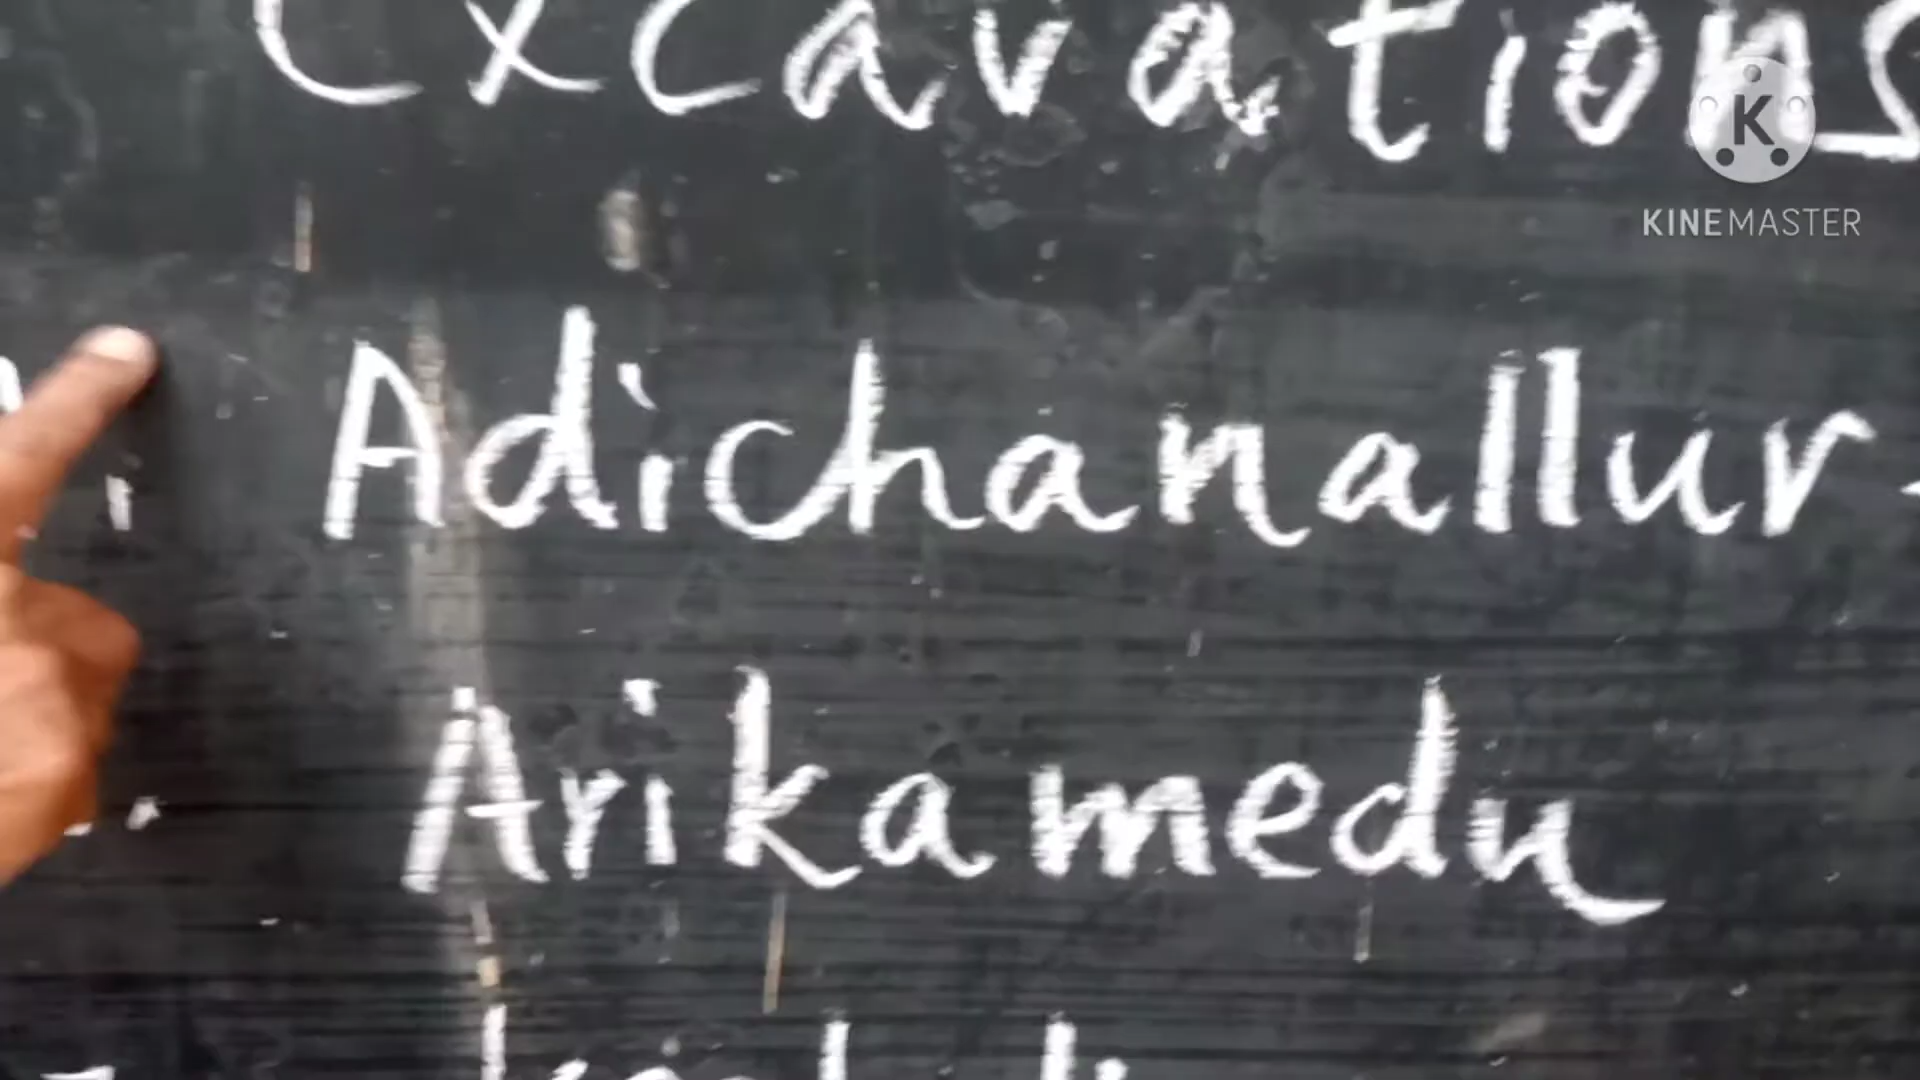 Excavations
K
KINEMASTER
Adichanallur-
Arikamedu